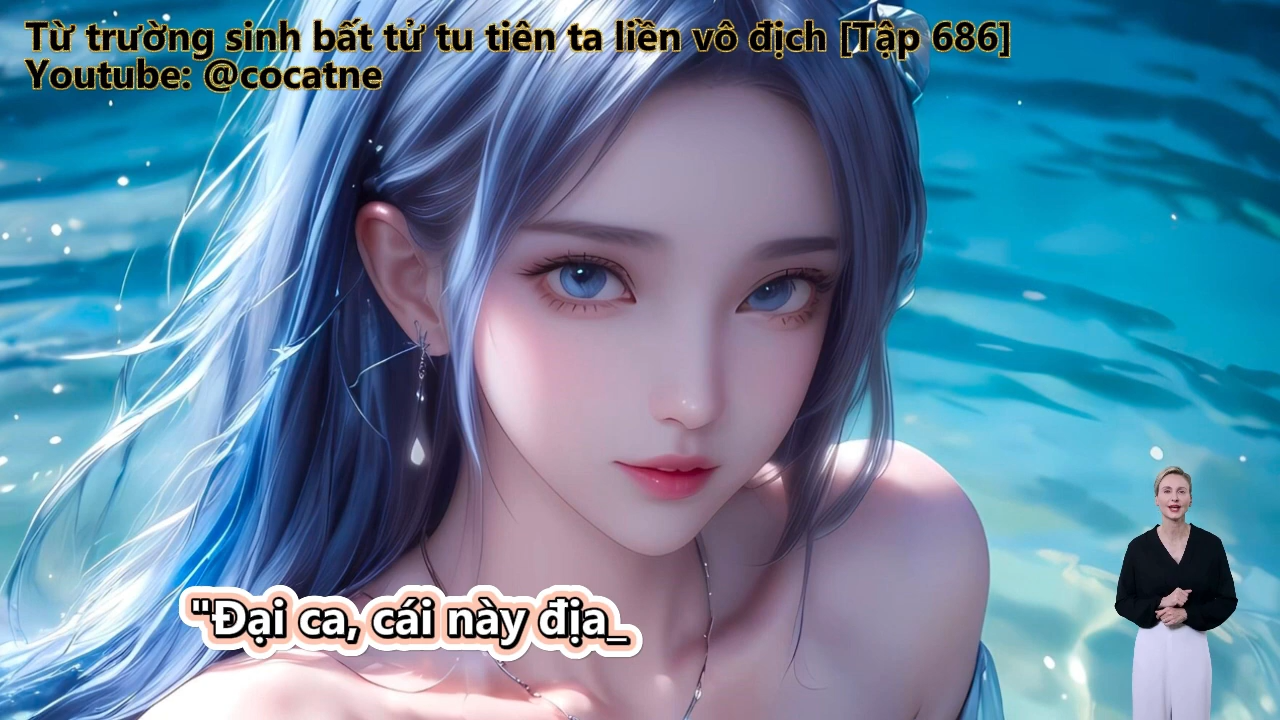 Từ trường sinh bất tử tu tiên ta liền vô địch [Tập 686]
Youtube: @cocatne
"Đại ca, cái này địa_